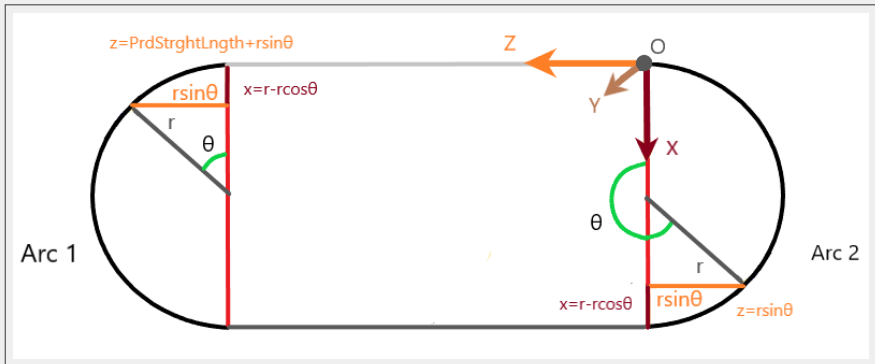 z=PrdStrghtLngth+rsinθ
Z
O
rsinθ
x=r-rcosθ
Y
r
θ
X
θ
Arc 1
r
Arc 2
x=r-rcosθ
rsinθ
z=rsinθ